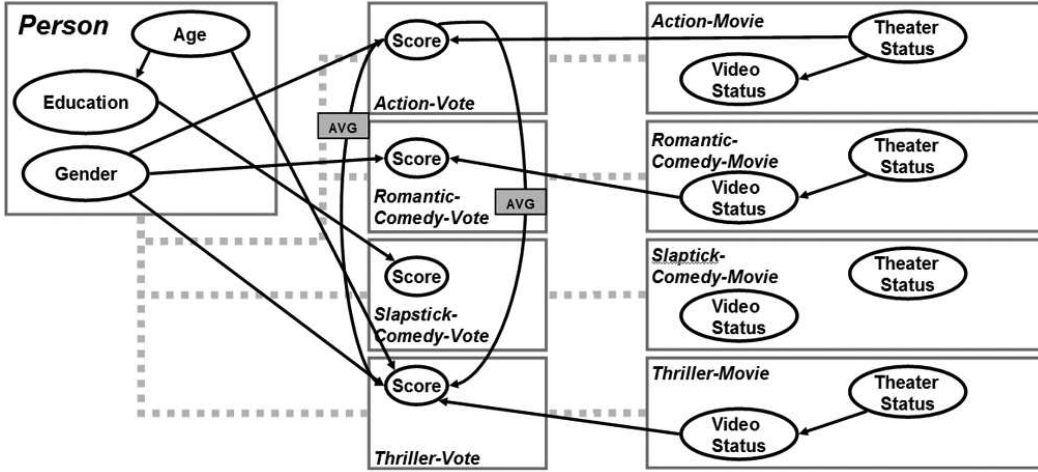 Person
Age
Education
Gender
Score
Action-Vote
AVG
Score
Romantic-
Comedy-Vote
AVG
Score
Slapstick-
Comedy-Vote
Score
Thriller-Vote
Action-Movie
Theater
Status
Video
Status
Romantic-
Comedy-Movie
Theater
Status
Video
Status
Slaptick-
Comedy-Movie
Theater
Status
Video
Status
Thriller-Movie
Theater
Status
Video
Status